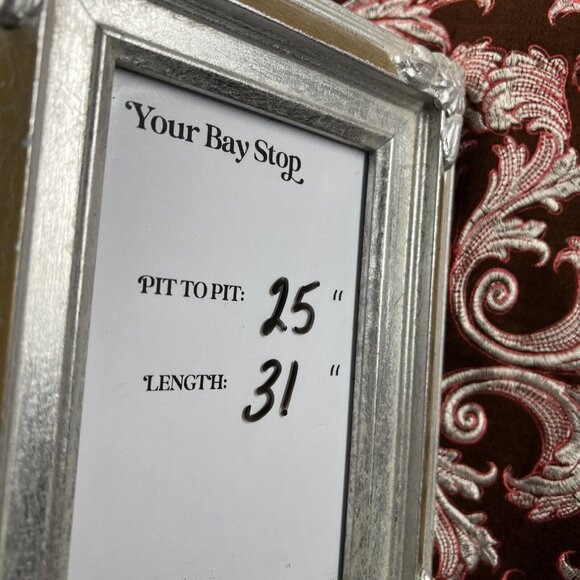 Your Bay Stop
PIT TO PIT: 25 "
LENGTH: 31 "